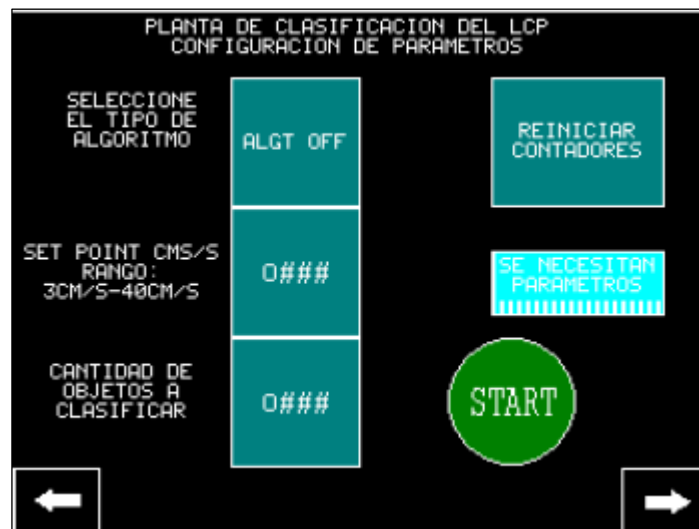 PLANTA DE CLASIFICACION DEL LCP
CONFIGURACION DE PARAMETROS
SELECCIONE
EL TIPO DE
ALGORITMO
ALGT OFF
REINICIAR
CONTADORES
SET POINT CMS/S
RANGO:
3CM/S-40CM/S
0###
SE NECESITAN
PARAMETROS
CANTIDAD DE
OBJETOS A
CLASIFICAR
0###
START